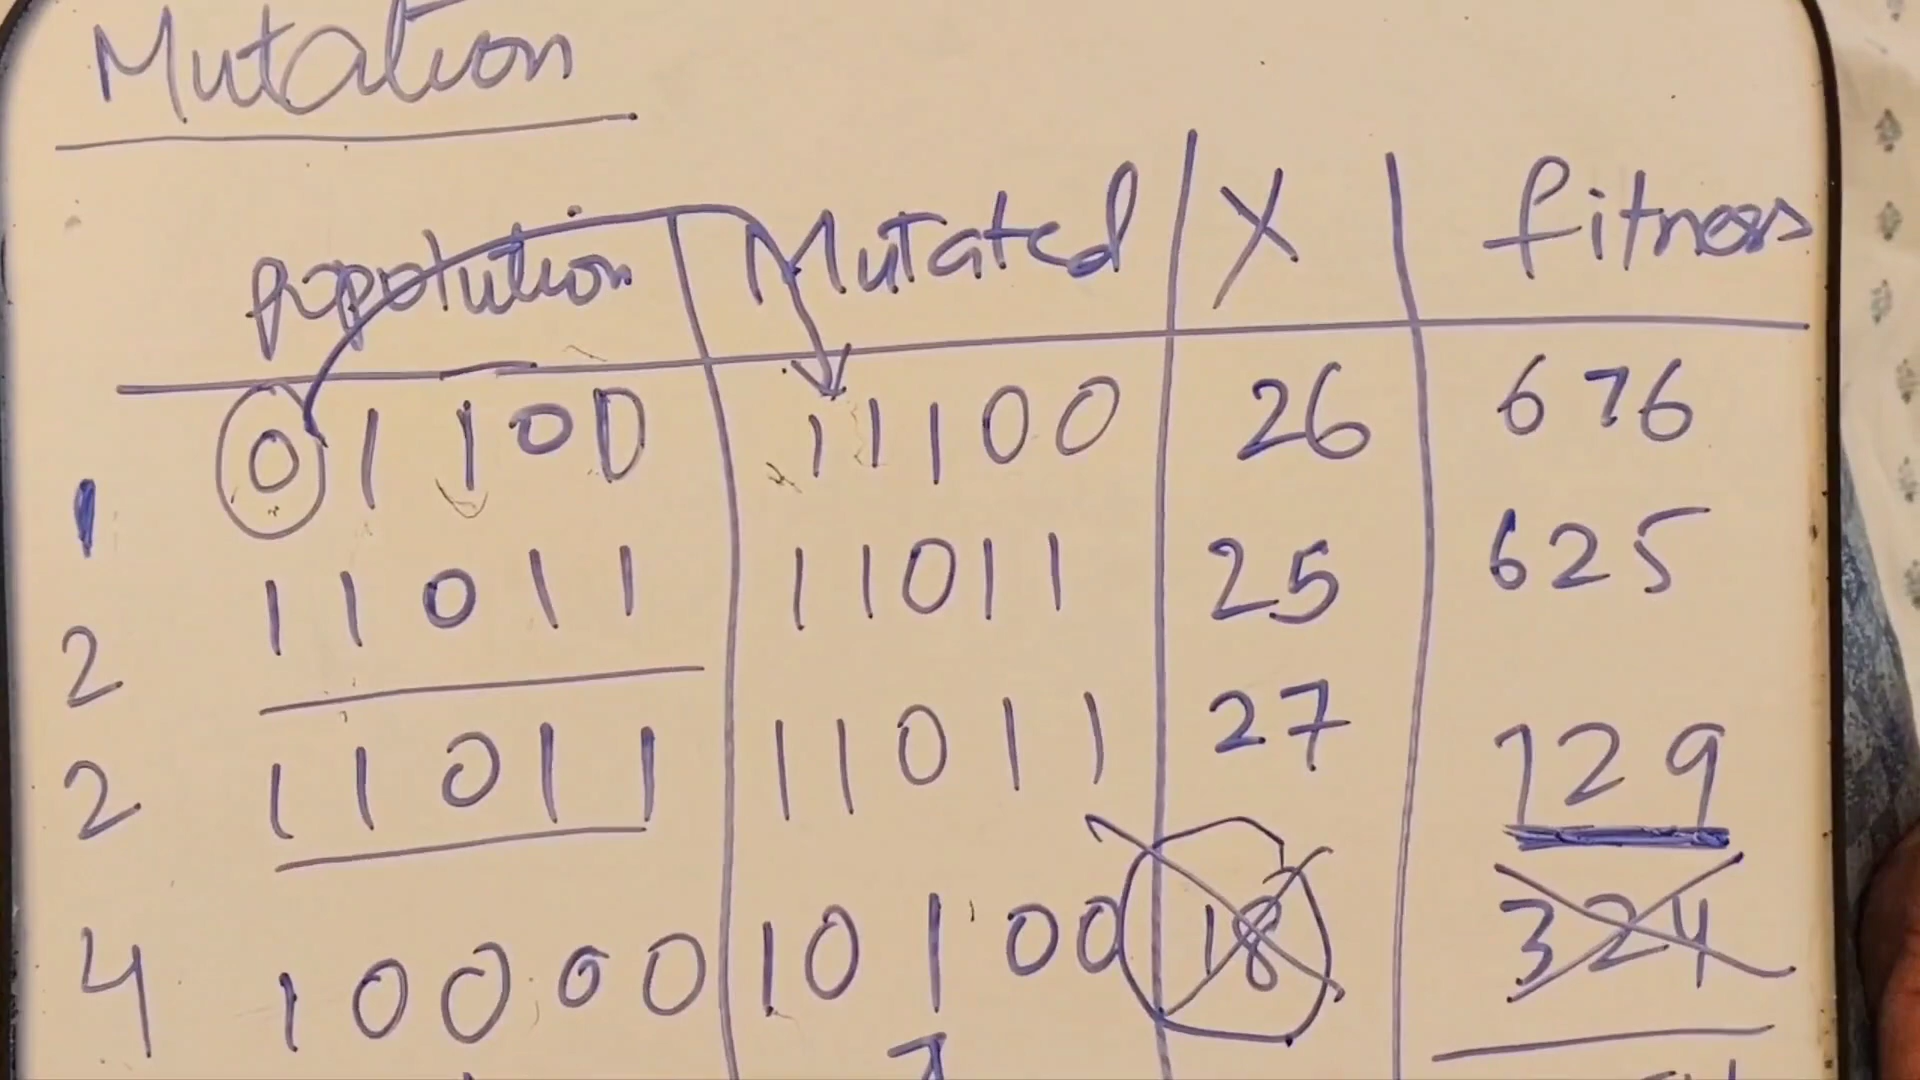 Mutation
population Mutated X fitness
1 01100 11100 26 676
2 11011 11011 25 625
2 11011 11011 27 729
4 10000 10100 18 324